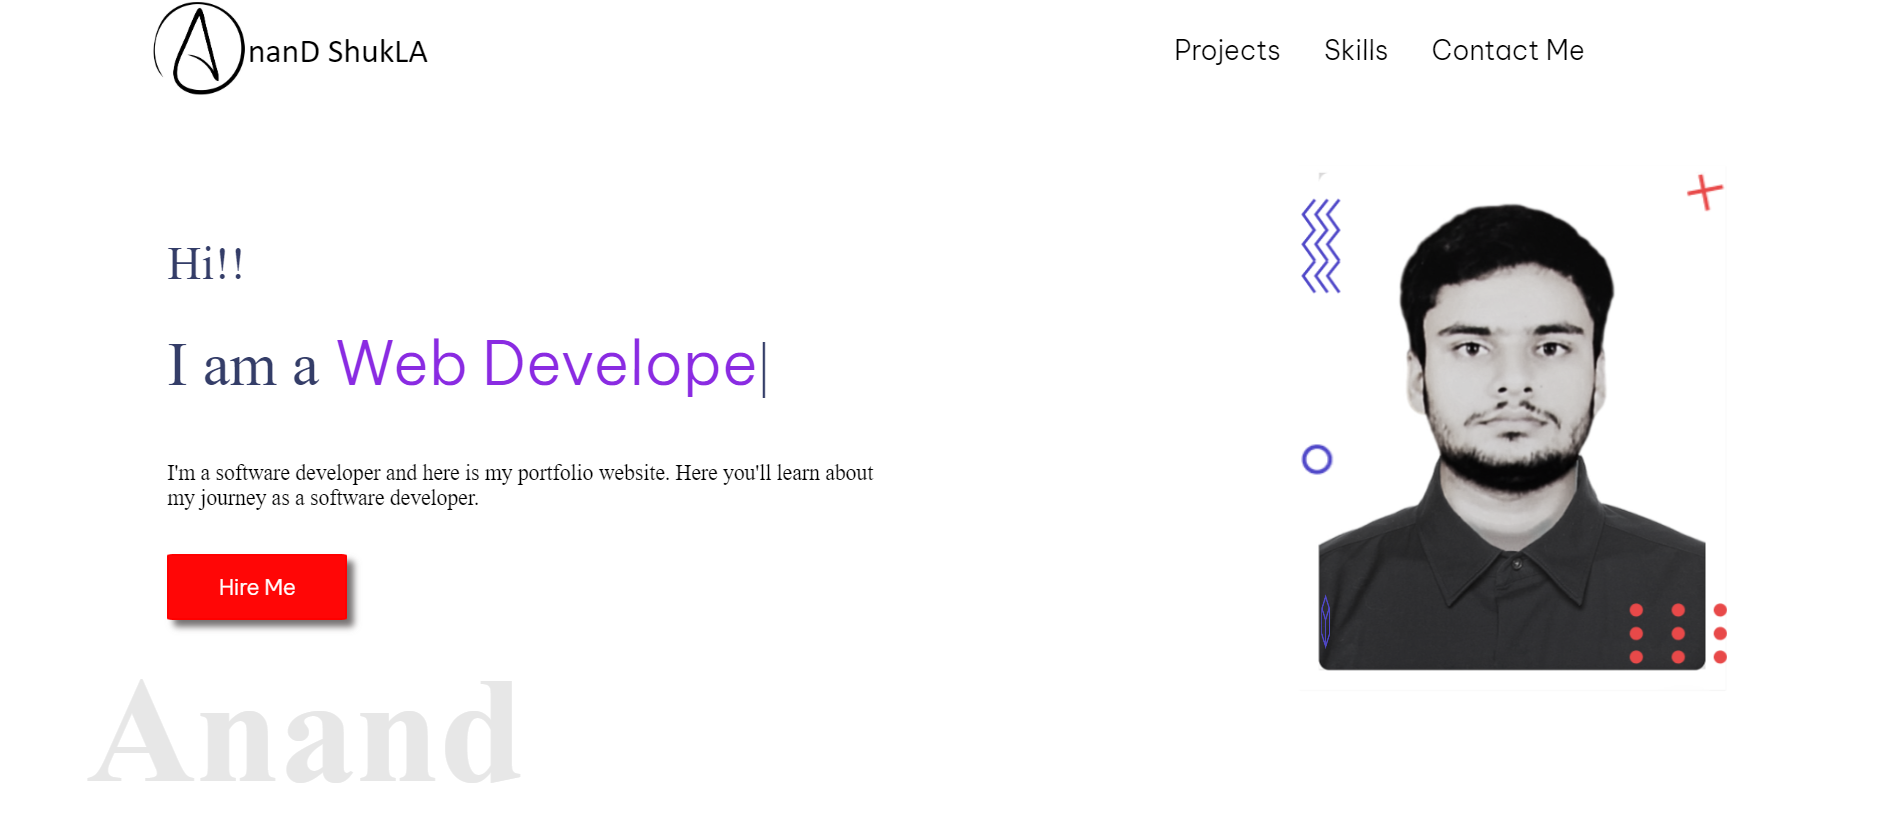 AnanD ShukLA
Projects Skills Contact Me
Hi!!
I am a Web Develope
I'm a software developer and here is my portfolio website. Here you'll learn about
my journey as a software developer.
Hire Me
Anand